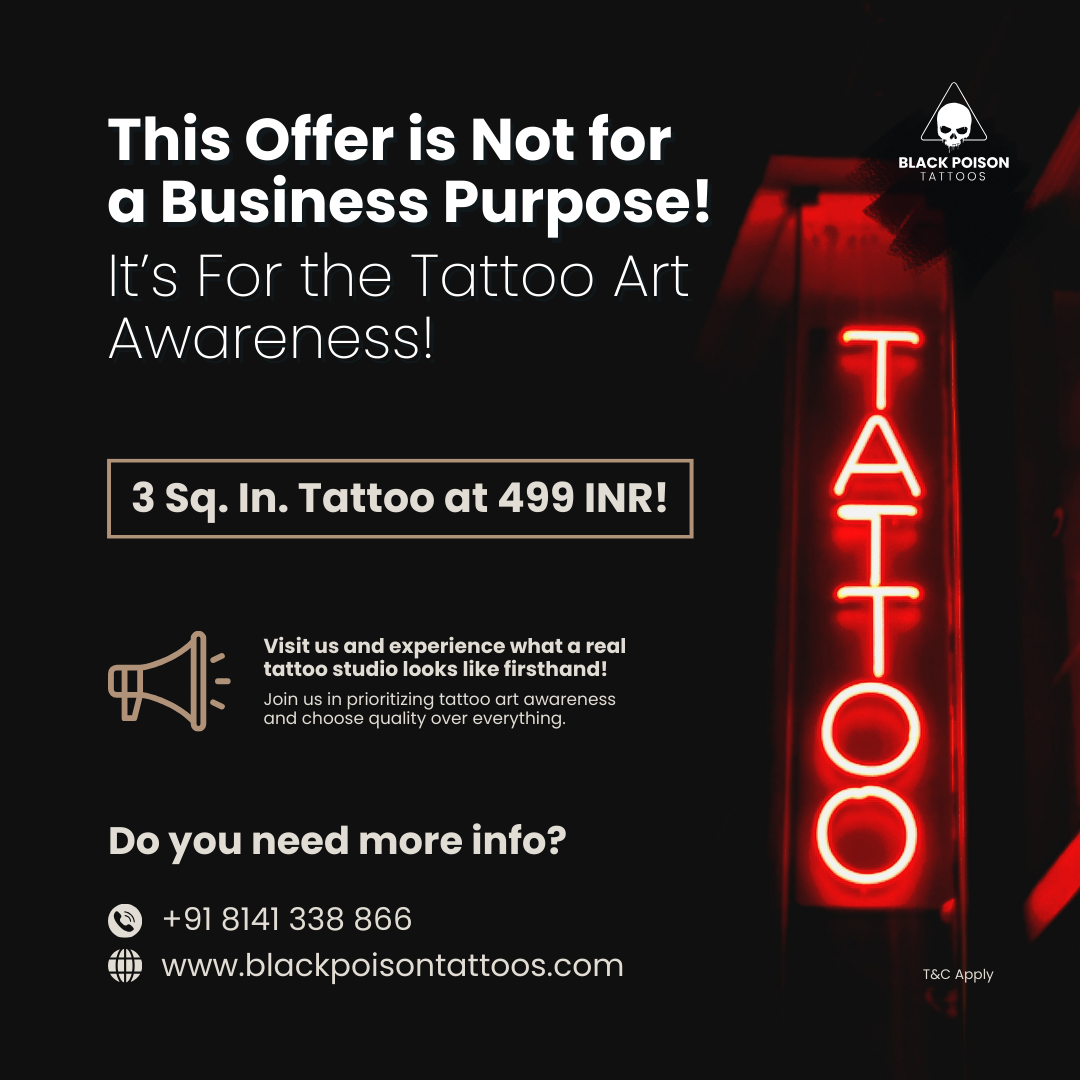 BLACK POISON
TATTOOS
This Offer is Not for
a Business Purpose!
It’s For the Tattoo Art
Awareness!
3 Sq. In. Tattoo at 499 INR!
Visit us and experience what a real
tattoo studio looks like firsthand!
Join us in prioritizing tattoo art awareness
and choose quality over everything.
Do you need more info?
+91 8141 338 866
www.blackpoisontattoos.com
TATTOO
T&C Apply